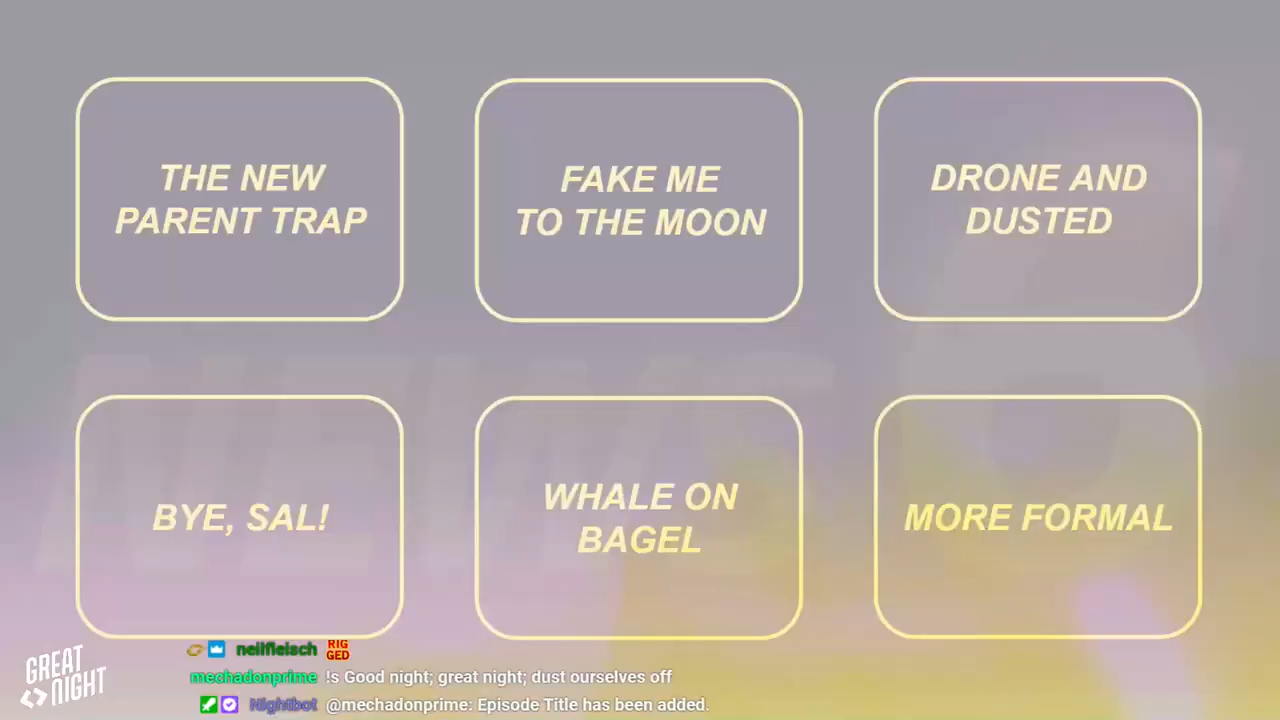 THE NEW
PARENT TRAP
FAKE ME
TO THE MOON
DRONE AND
DUSTED
NEWS
BYE, SAL!
WHALE ON
BAGEL
MORE FORMAL
GREAT
NIGHT
neilfleisch RIG
GED
mechadonprime !s Good night; great night; dust ourselves off
Nightbot @mechadonprime: Episode Title has been added.